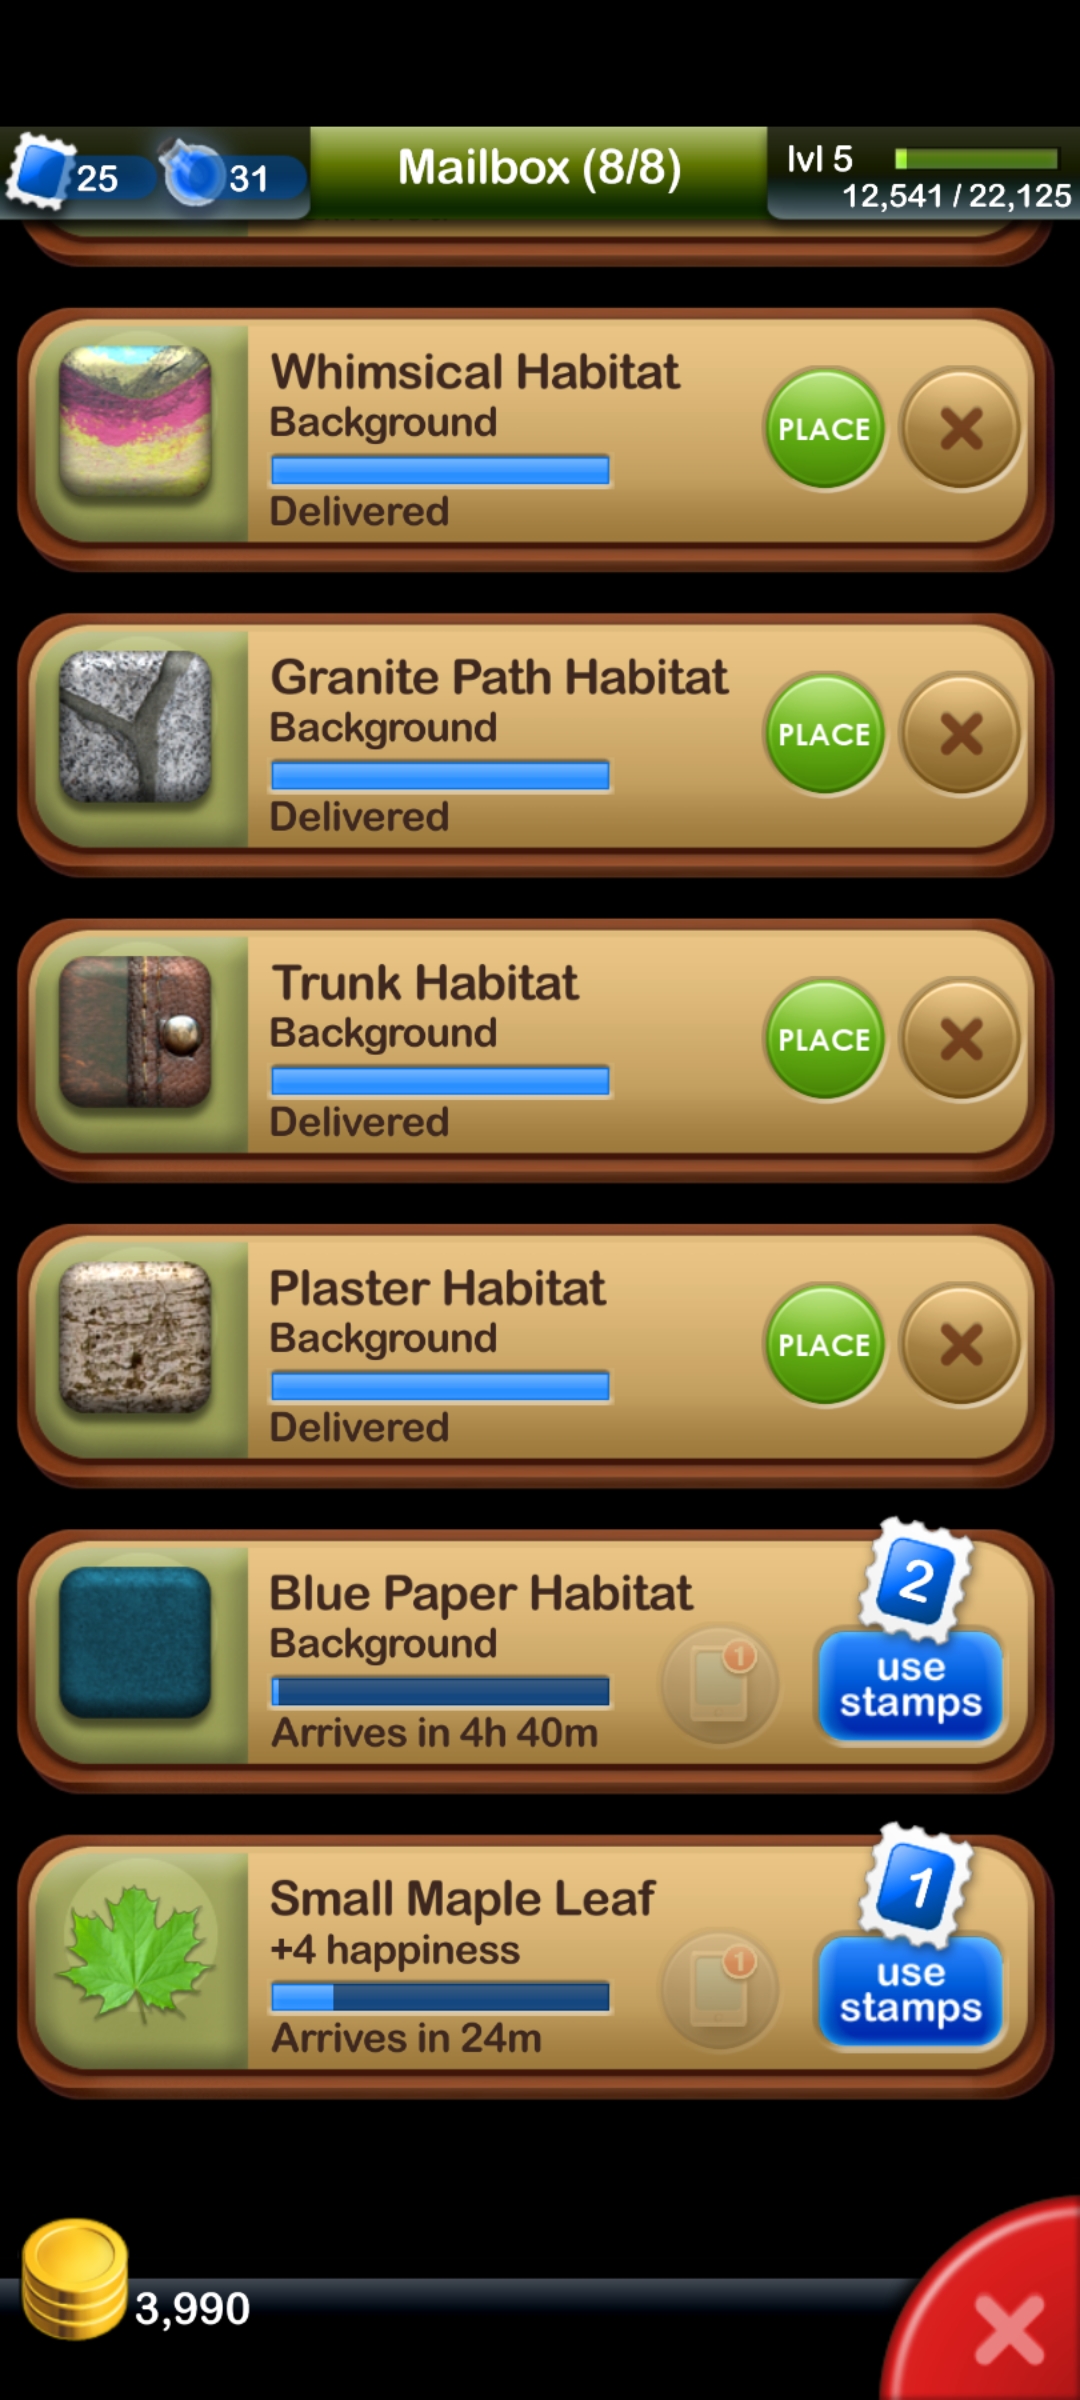 25
31
Mailbox (8/8)
lvl 5
12,541 / 22,125
Whimsical Habitat
Background
Delivered
PLACE
Granite Path Habitat
Background
Delivered
PLACE
Trunk Habitat
Background
Delivered
PLACE
Plaster Habitat
Background
Delivered
PLACE
Blue Paper Habitat
Background
Arrives in 4h 40m
1
2
use
stamps
Small Maple Leaf
+4 happiness
Arrives in 24m
1
1
use
stamps
3,990